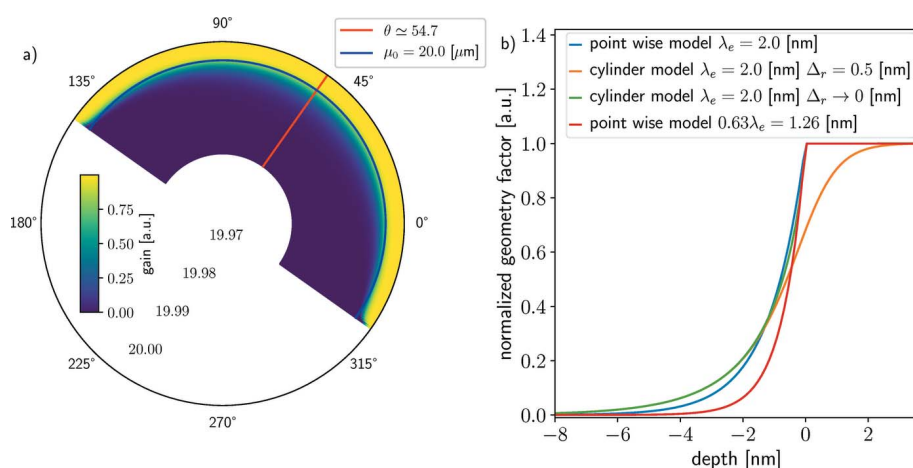 a)
θ ≃ 54.7
μ₀ = 20.0 [μm]
90°
135°
45°
180°
0°
225°
315°
270°
gain [a.u.]
0.75
0.50
0.25
0.00
19.97
19.98
19.99
20.00
b)
point wise model λₑ = 2.0 [nm]
cylinder model λₑ = 2.0 [nm] Δᵣ = 0.5 [nm]
cylinder model λₑ = 2.0 [nm] Δᵣ → 0 [nm]
point wise model 0.63λₑ = 1.26 [nm]
normalized geometry factor [a.u.]
1.4
1.2
1.0
0.8
0.6
0.4
0.2
0.0
−8
−6
−4
−2
0
2
depth [nm]